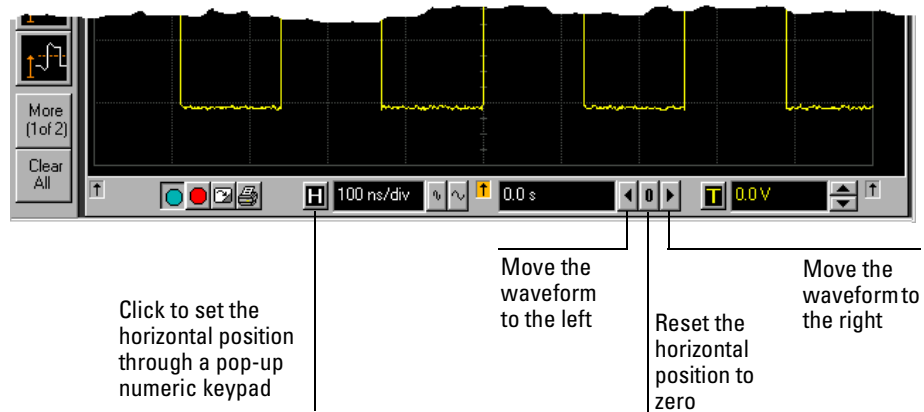 More
(1 of 2)
Clear
All
H
100 ns/div
0.0 s
0
T
0.0 V
Move the
waveform
to the left
Move the
waveform to
the right
Click to set the
horizontal position
through a pop-up
numeric keypad
Reset the
horizontal
position to
zero